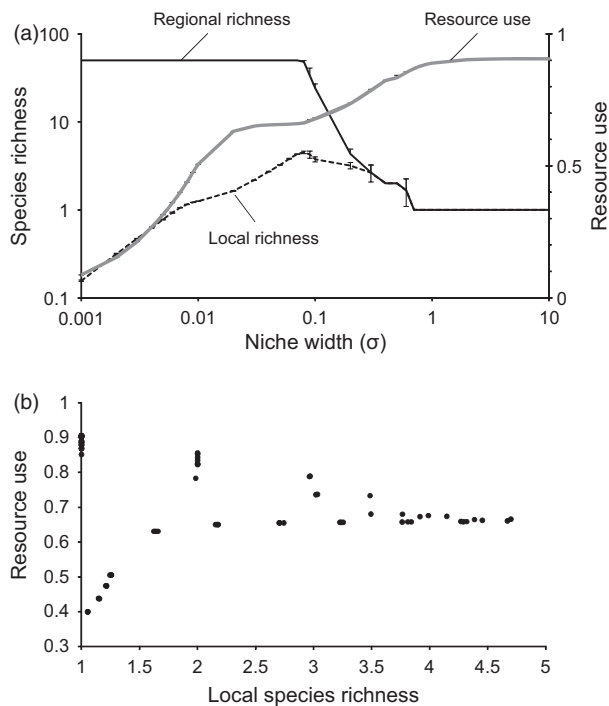 (a)
Regional richness
Resource use
100
10
1
0.1
Species richness
1
0.5
0
Resource use
Local richness
0.001
0.01
0.1
1
10
Niche width (σ)
(b)
1
0.9
0.8
0.7
0.6
0.5
0.4
0.3
Resource use
1
1.5
2
2.5
3
3.5
4
4.5
5
Local species richness